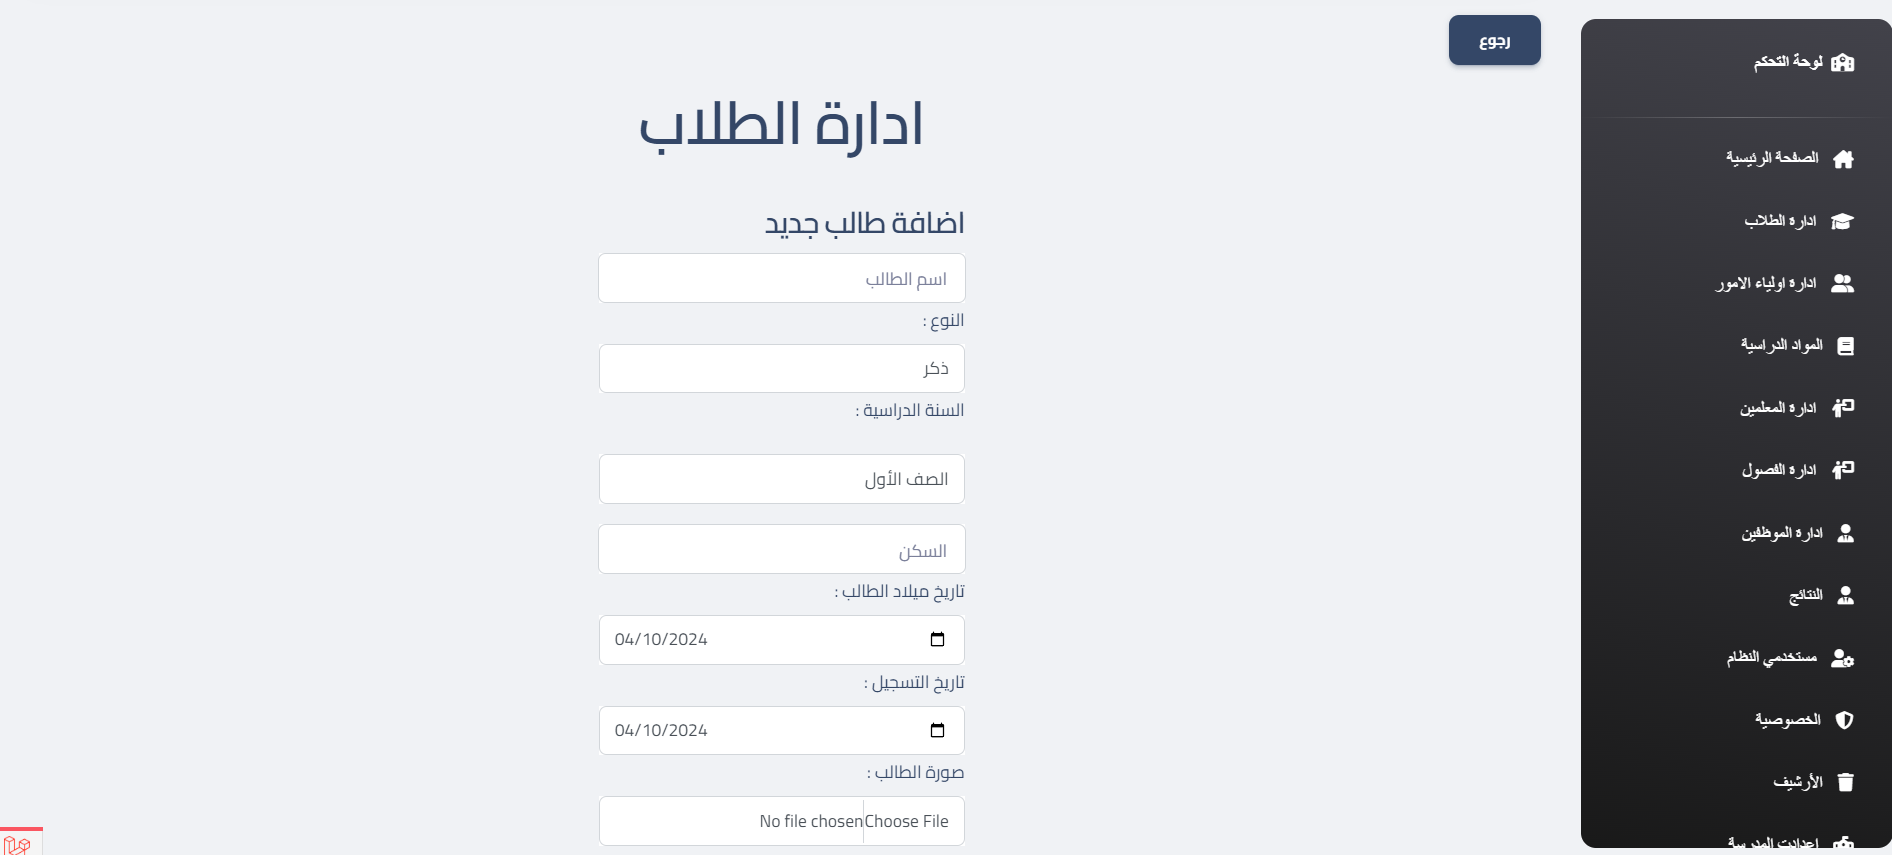 رجوع
لوحة التحكم
الصفحة الرئيسية
ادارة الطلاب
ادارة اولياء الامور
المواد الدراسية
ادارة المعلمين
ادارة الفصول
ادارة الموظفين
النتائج
مستخدمي النظام
الخصوصية
الأرشيف
اعدادت المدرسة
ادارة الطلاب
اضافة طالب جديد
اسم الطالب
النوع :
ذكر
السنة الدراسية :
الصف الأول
السكن
تاريخ ميلاد الطالب :
04/10/2024
تاريخ التسجيل :
04/10/2024
صورة الطالب :
Choose File No file chosen